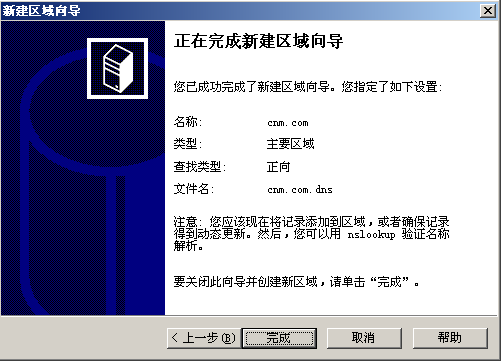 新建区域向导
正在完成新建区域向导
您已成功完成了新建区域向导。您指定了如下设置:
名称: cnm.com
类型: 主要区域
查找类型: 正向
文件名: cnm.com.dns
注意: 您应该现在将记录添加到区域，或者确保记录
得到动态更新。然后，您可以用 nslookup 验证名称
解析。
要关闭此向导并创建新区域，请单击“完成”。
< 上一步(B) 完成 取消 帮助